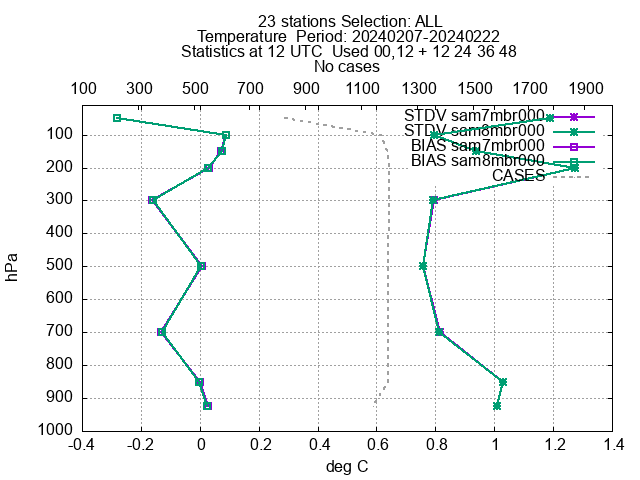 23 stations Selection: ALL
Temperature  Period: 20240207-20240222
Statistics at 12 UTC  Used 00,12 + 12 24 36 48
No cases
100 300 500 700 900 1100 1300 1500 1700 1900
STDV sam7mbr000
STDV sam8mbr000
BIAS sam7mbr000
BIAS sam8mbr000
CASES
100
200
300
400
500
600
700
800
900
1000
hPa
-0.4 -0.2 0 0.2 0.4 0.6 0.8 1 1.2 1.4
deg C